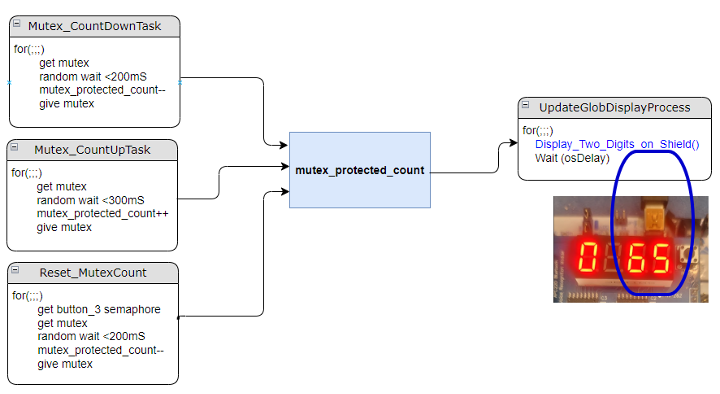 Mutex_CountDownTask
for(;;;)
get mutex
random wait <200mS
mutex_protected_count--
give mutex
Mutex_CountUpTask
for(;;;)
get mutex
random wait <300mS
mutex_protected_count++
give mutex
Reset_MutexCount
for(;;;)
get button_3 semaphore
get mutex
random wait <200mS
mutex_protected_count--
give mutex
mutex_protected_count
UpdateGlobDisplayProcess
for(;;;)
Display_Two_Digits_on_Shield()
Wait (osDelay)
0 65